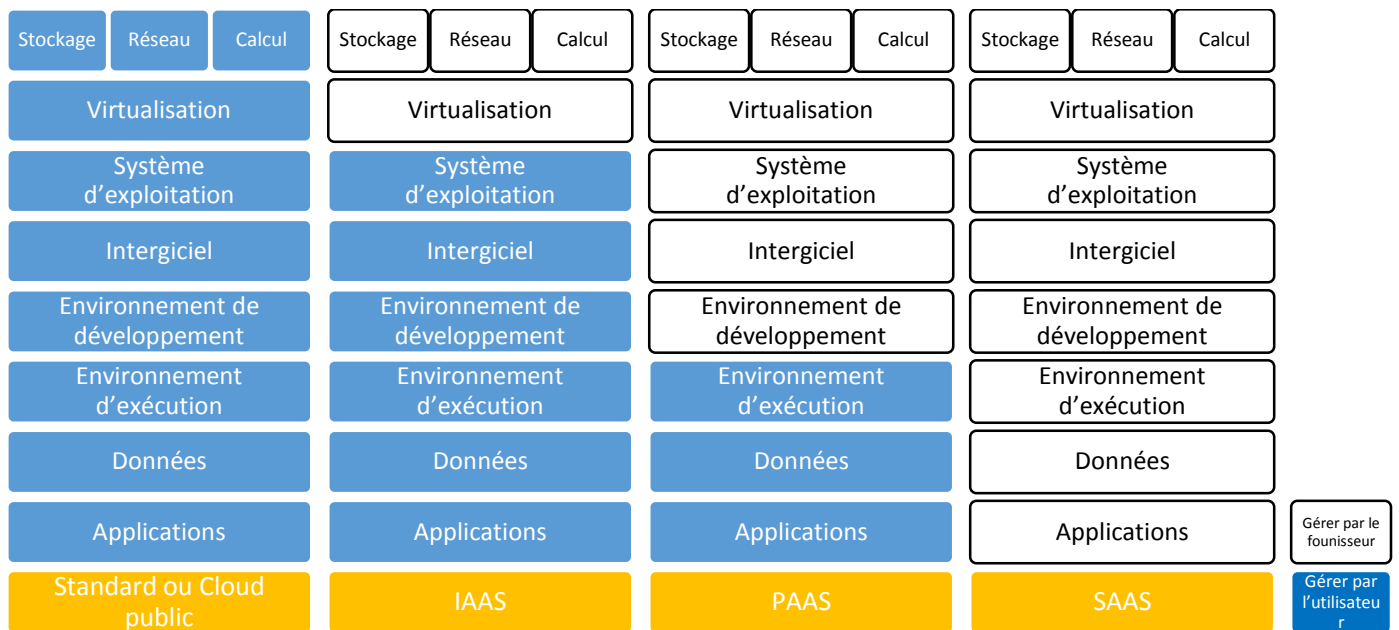 Stockage Réseau Calcul Stockage Réseau Calcul Stockage Réseau Calcul Stockage Réseau Calcul
Virtualisation Virtualisation Virtualisation Virtualisation
Système Système Système Système
d’exploitation d’exploitation d’exploitation d’exploitation
Intergiciel Intergiciel Intergiciel Intergiciel
Environnement de Environnement de Environnement de Environnement de
développement développement développement développement
Environnement Environnement Environnement Environnement
d’exécution d’exécution d’exécution d’exécution
Données Données Données Données
Applications Applications Applications Applications
Gérer par le
founisseur
Standard ou Cloud
public
IAAS PAAS SAAS
Gérer par
l’utilisateu
r